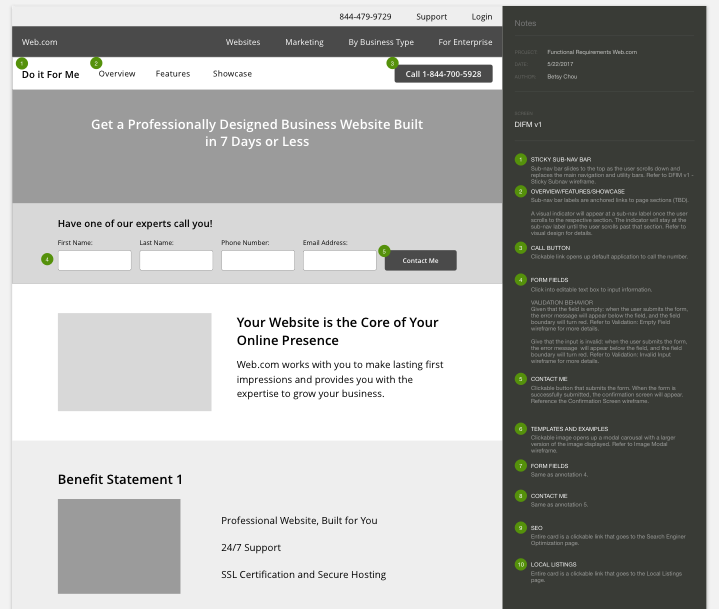 844-479-9729 Support Login
Web.com Websites Marketing By Business Type For Enterprise
1 2 3
Do it For Me Overview Features Showcase Call 1-844-700-5928
Get a Professionally Designed Business Website Built
in 7 Days or Less
Have one of our experts call you!
First Name: Last Name: Phone Number: Email Address:
4 5 Contact Me
Your Website is the Core of Your
Online Presence
Web.com works with you to make lasting first
impressions and provides you with the
expertise to grow your business.
Benefit Statement 1
Professional Website, Built for You
24/7 Support
SSL Certification and Secure Hosting
Notes
PROJECT: Functional Requirements Web.com
DATE: 5/22/2017
AUTHOR: Betsy Chou
DIFM v1
1 STICKY SUB-NAV BAR
Sub-nav bar slides to the top as the user scrolls down and
replaces the main navigation and utility bars. Refer to DFIM v1 -
Sticky Subnav wireframe.
2 OVERVIEW/FEATURES/SHOWCASE
Sub-nav bar labels are anchored links to page sections (TBD).
A visual indicator will appear at a sub-nav label once the user
scrolls to the respective section. The indicator will stay at the
sub-nav label until the user scrolls past that section. Refer to
visual design for details.
3 CALL BUTTON
Clickable link opens up default application to call the number.
4 FORM FIELDS
Click into editable text box to input information.
VALIDATION BEHAVIOR
Given that the field is empty: when the user submits the form,
the error message will appear below the field, and the field
boundary will turn red. Refer to Validation: Empty Field
wireframe for more details.
Give that the input is invalid: when the user submits the form,
the error message will appear below the field, and the field
boundary will turn red. Refer to Validation: Invalid Input
wireframe for more details.
5 CONTACT ME
Clickable button that submits the form. When the form is
successfully submitted, the confirmation screen will appear.
Reference the Confirmation Screen wireframe.
6 TEMPLATES AND EXAMPLES
Clickable image opens up a modal carousal with a larger
version of the image displayed. Refer to Image Modal
wireframe.
7 FORM FIELDS
Same as annotation 4.
8 CONTACT ME
Same as annotation 5.
9 SEO
Entire card is a clickable link that goes to the Search Enginer
Optimization page.
10 LOCAL LISTINGS
Entire card is a clickable link that goes to the Local Listings
page.